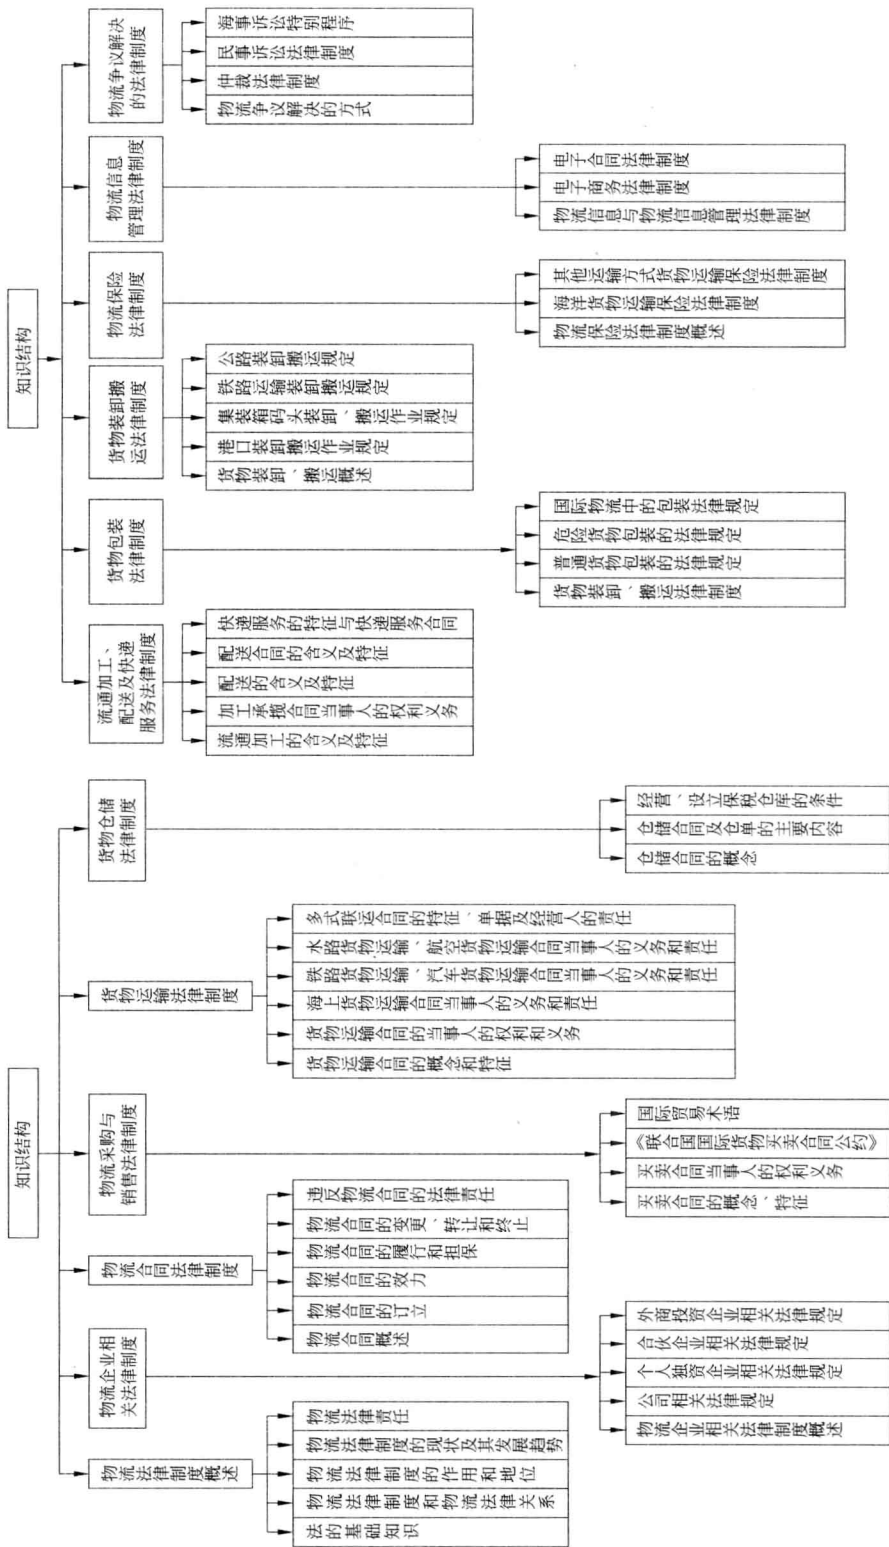 知识结构
物流法律制度概述
法的基础知识
物流法律制度和物流法律关系
物流法律制度的作用和地位
物流法律制度的现状及其发展趋势
物流法律责任
物流企业相
关法律制度
物流企业相关法律制度概述
公司相关法律规定
个人独资企业相关法律规定
合伙企业相关法律规定
外商投资企业相关法律规定
物流合同法律制度
物流合同概述
物流合同的订立
物流合同的效力
物流合同的履行和担保
物流合同的变更、转让和终止
违反物流合同的法律责任
物流采购与
销售法律制度
买卖合同的概念、特征
买卖合同当事人的权利义务
《联合国国际货物买卖合同公约》
国际贸易术语
货物运输法律制度
货物运输合同的概念和特征
货物运输合同的当事人的权利和义务
海上货物运输合同当事人的义务和责任
铁路货物运输、汽车货物运输合同当事人的义务和责任
水路货物运输、航空货物运输合同当事人的义务和责任
多式联运合同的特征、单据及经营人的责任
货物仓储
法律制度
仓储合同的概念
仓储合同及仓单的主要内容
经营、设立保税仓库的条件
知识结构
流通加工、
配送及快递
服务法律制度
流通加工的含义及特征
加工承揽合同当事人的权利义务
配送的含义及特征
配送合同的含义及特征
快递服务的特征与快递服务合同
货物包装
法律制度
货物装卸、搬运法律制度
普通货物包装的法律规定
危险货物包装的法律规定
国际物流中的包装法律规定
货物装卸搬
运法律制度
货物装卸、搬运概述
港口装卸搬运作业规定
集装箱码头装卸、搬运作业规定
铁路运输装卸搬运规定
公路装卸搬运规定
物流保险
法律制度
物流保险法律制度概述
海洋货物运输保险法律制度
其他运输方式货物运输保险法律制度
物流信息
管理法律制度
物流信息与物流信息管理法律制度
电子商务法律制度
电子合同法律制度
物流争议解决
的法律制度
物流争议解决的方式
仲裁法律制度
民事诉讼法律制度
海事诉讼特别程序